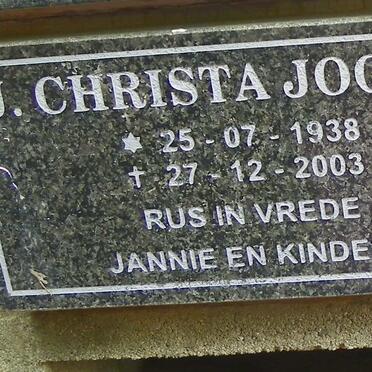 J. CHRISTA JOO
* 25 - 07 - 1938
† 27 - 12 - 2003
RUS IN VREDE
JANNIE EN KINDE